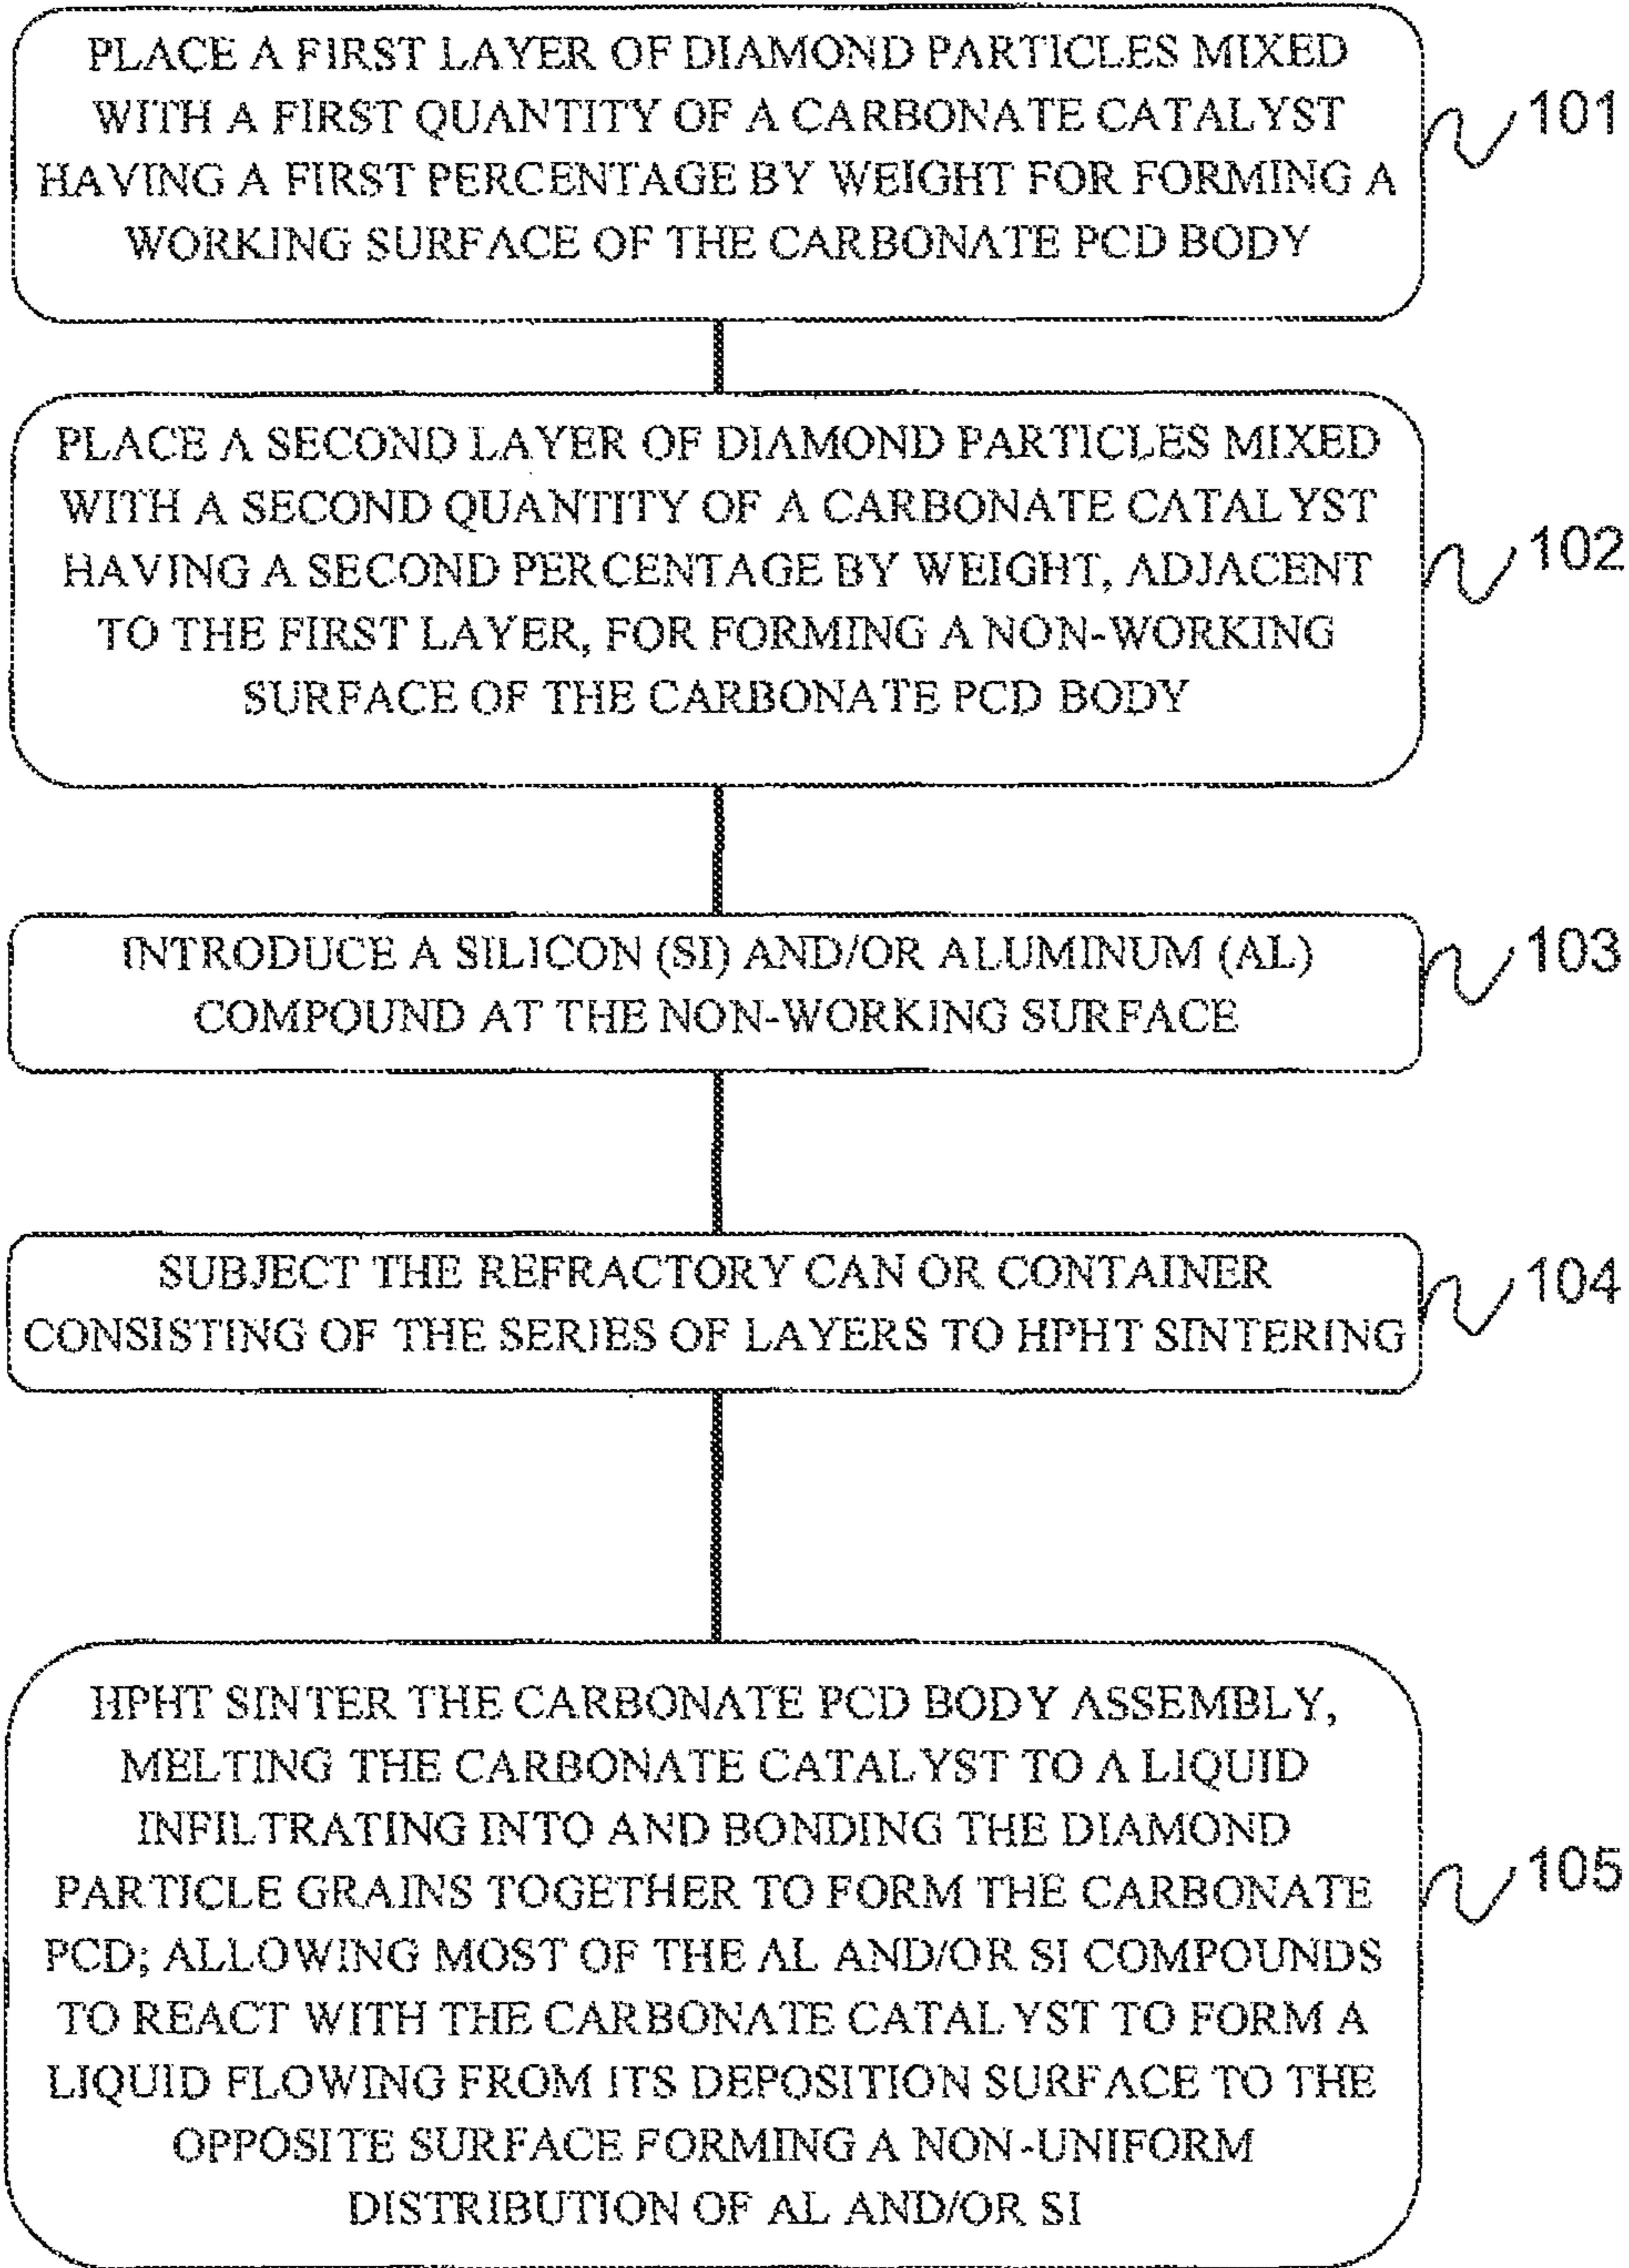 PLACE A FIRST LAYER OF DIAMOND PARTICLES MIXED
WITH A FIRST QUANTITY OF A CARBONATE CATALYST
HAVING A FIRST PERCENTAGE BY WEIGHT FOR FORMING A
WORKING SURFACE OF THE CARBONATE PCD BODY
101
PLACE A SECOND LAYER OF DIAMOND PARTICLES MIXED
WITH A SECOND QUANTITY OF A CARBONATE CATALYST
HAVING A SECOND PERCENTAGE BY WEIGHT, ADJACENT
TO THE FIRST LAYER, FOR FORMING A NON-WORKING
SURFACE OF THE CARBONATE PCD BODY
102
INTRODUCE A SILICON (SI) AND/OR ALUMINUM (AL)
COMPOUND AT THE NON-WORKING SURFACE
103
SUBJECT THE REFRACTORY CAN OR CONTAINER
CONSISTING OF THE SERIES OF LAYERS TO HPHT SINTERING
104
HPHT SINTER THE CARBONATE PCD BODY ASSEMBLY,
MELTING THE CARBONATE CATALYST TO A LIQUID
INFILTRATING INTO AND BONDING THE DIAMOND
PARTICLE GRAINS TOGETHER TO FORM THE CARBONATE
PCD; ALLOWING MOST OF THE AL AND/OR SI COMPOUNDS
TO REACT WITH THE CARBONATE CATALYST TO FORM A
LIQUID FLOWING FROM ITS DEPOSITION SURFACE TO THE
OPPOSITE SURFACE FORMING A NON-UNIFORM
DISTRIBUTION OF AL AND/OR SI
105